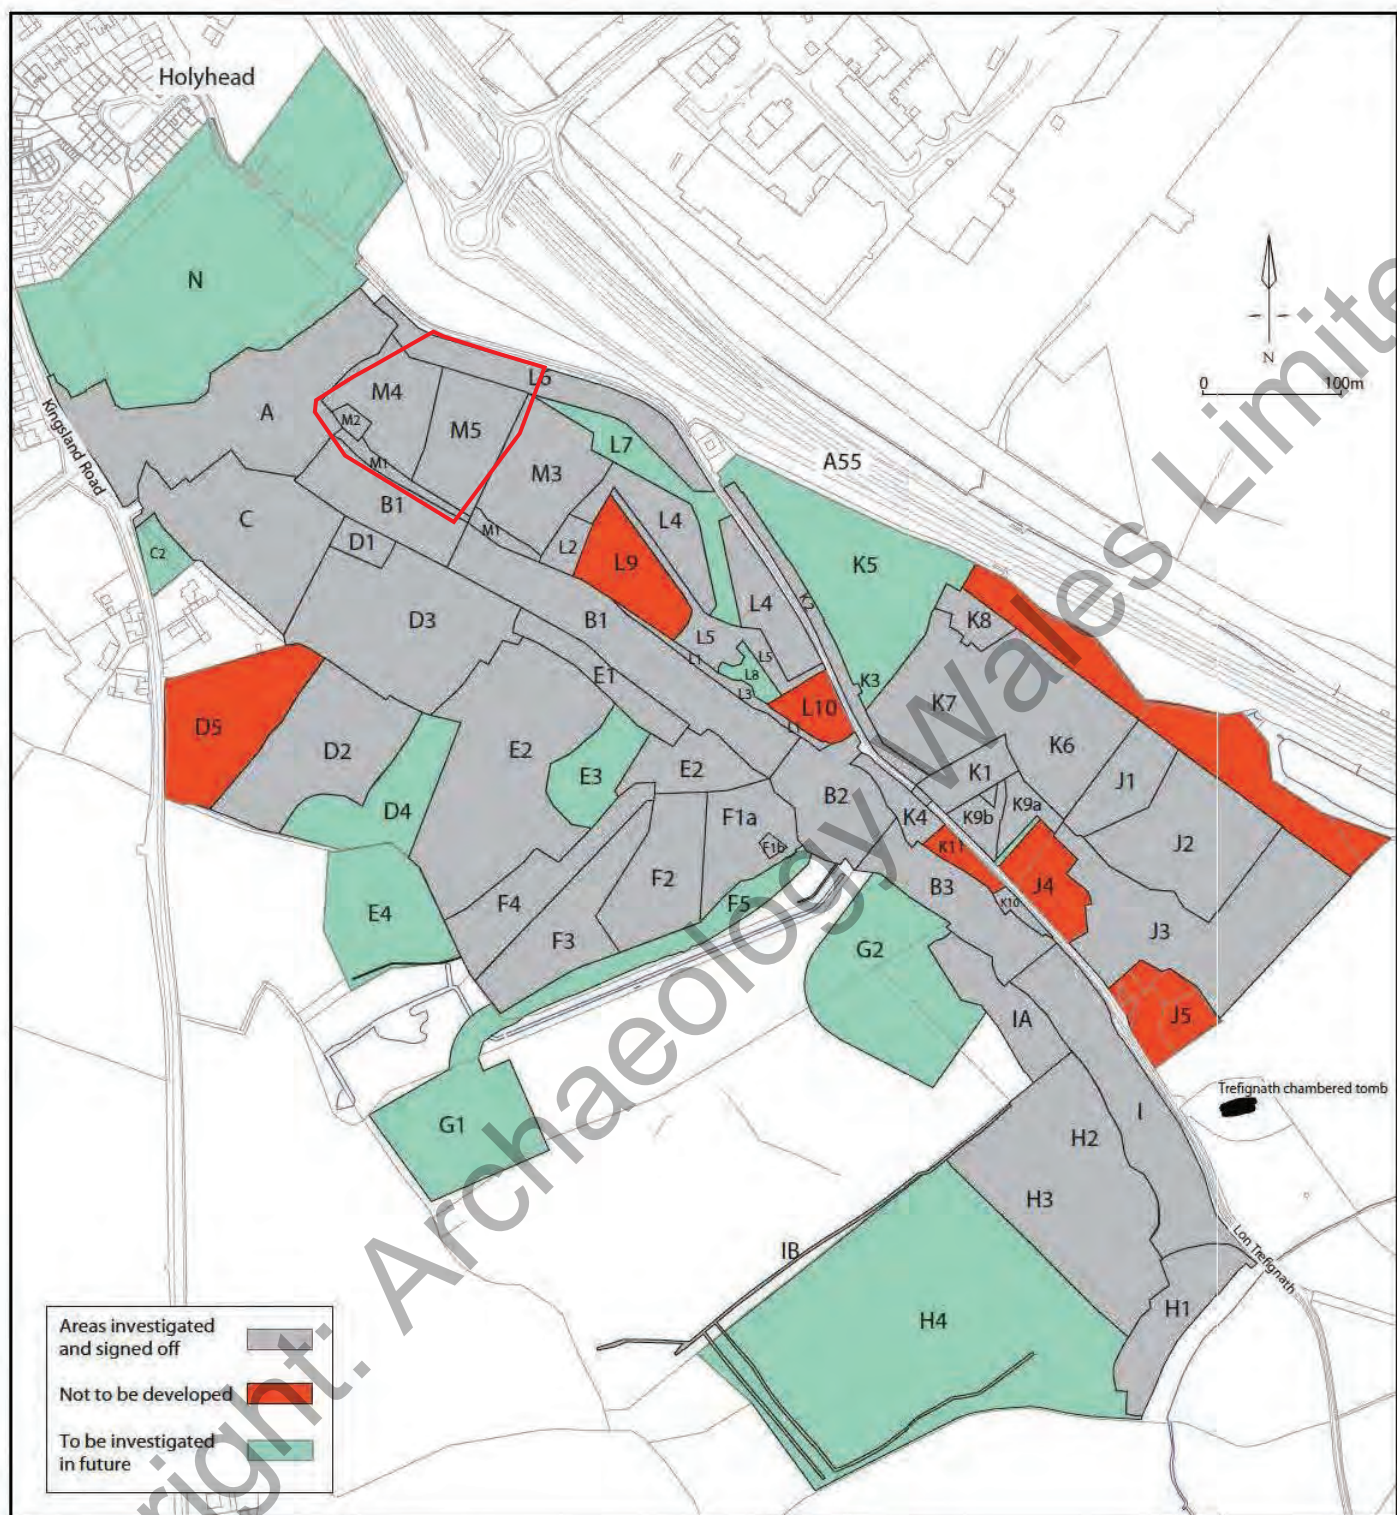 Holyhead
N
0 100m
N
A
M4
L6
M2
M5
L7
Kingsland Road
M1
M3
A55
C
B1
M1
L4
K5
C2
D1
L2
L9
K3
L4
K8
D3
B1
L5
L1
L5
L8
L3
K3
E1
L10
L1
K7
D5
D2
E2
E3
E2
K6
K1
J1
D4
B2
K9a
K4
K9b
F1a
F1b
K11
J2
F2
B3
J4
E4
F4
F5
K10
F3
G2
J3
IA
J5
Trefignath chambered tomb
G1
I
H2
H3
Lon Trefignath
IB
H1
H4
Areas investigated
and signed off
Not to be developed
To be investigated
in future
right: Archaeology Wales Limite